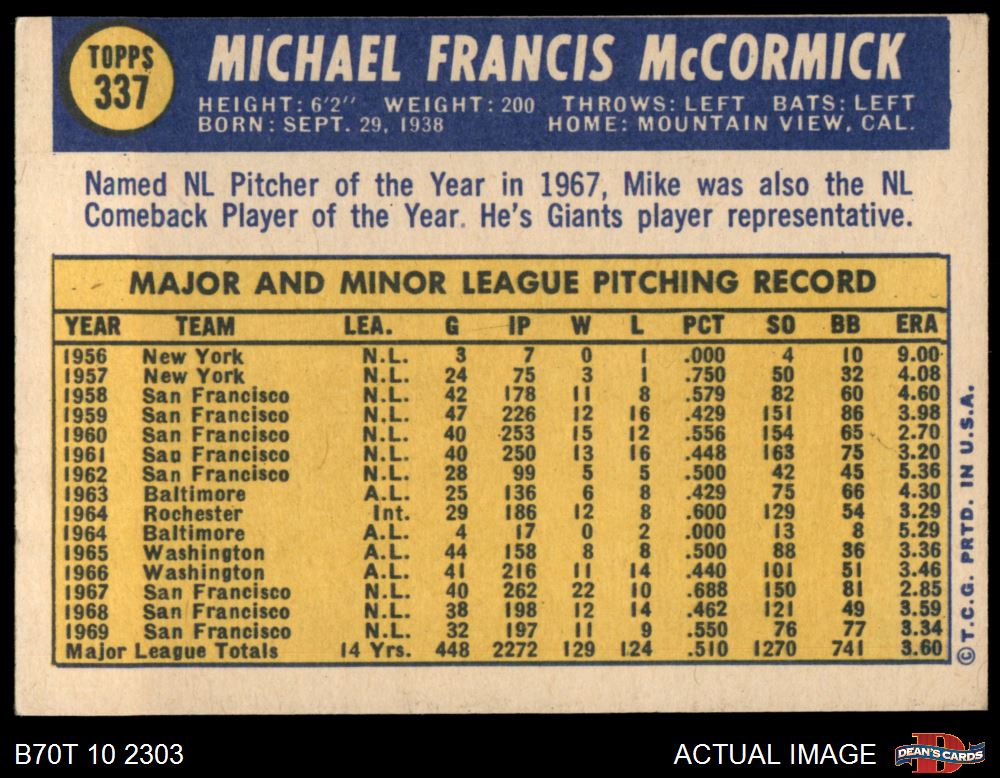 TOPPS
337
MICHAEL FRANCIS McCORMICK
HEIGHT: 6'2" WEIGHT: 200 THROWS: LEFT BATS: LEFT
BORN: SEPT. 29, 1938 HOME: MOUNTAIN VIEW, CAL.
Named NL Pitcher of the Year in 1967, Mike was also the NL
Comeback Player of the Year. He's Giants player representative.
MAJOR AND MINOR LEAGUE PITCHING RECORD
YEAR TEAM LEA. G IP W L PCT SO BB ERA
1956 New York N.L. 3 7 0 1 .000 4 10 9.00
1957 New York N.L. 24 75 3 1 .750 50 32 4.08
1958 San Francisco N.L. 42 178 11 8 .579 82 60 4.60
1959 San Francisco N.L. 47 226 12 16 .429 151 86 3.98
1960 San Francisco N.L. 40 253 15 12 .556 154 65 2.70
1961 San Francisco N.L. 40 250 13 16 .448 163 75 3.20
1962 San Francisco N.L. 28 99 5 5 .500 42 45 5.36
1963 Baltimore A.L. 25 136 6 8 .429 75 66 4.30
1964 Rochester Int. 29 186 12 8 .600 129 54 3.29
1964 Baltimore A.L. 4 17 0 2 .000 13 8 5.29
1965 Washington A.L. 44 158 8 8 .500 88 36 3.36
1966 Washington A.L. 41 216 11 14 .440 101 51 3.46
1967 San Francisco N.L. 40 262 22 10 .688 150 81 2.85
1968 San Francisco N.L. 38 198 12 14 .462 121 49 3.59
1969 San Francisco N.L. 32 197 11 9 .550 76 77 3.34
Major League Totals 14 Yrs. 448 2272 129 124 .510 1270 741 3.60
© T.C.G. PRTD. IN U.S.A.
B70T 10 2303 ACTUAL IMAGE
DEAN'S CARDS